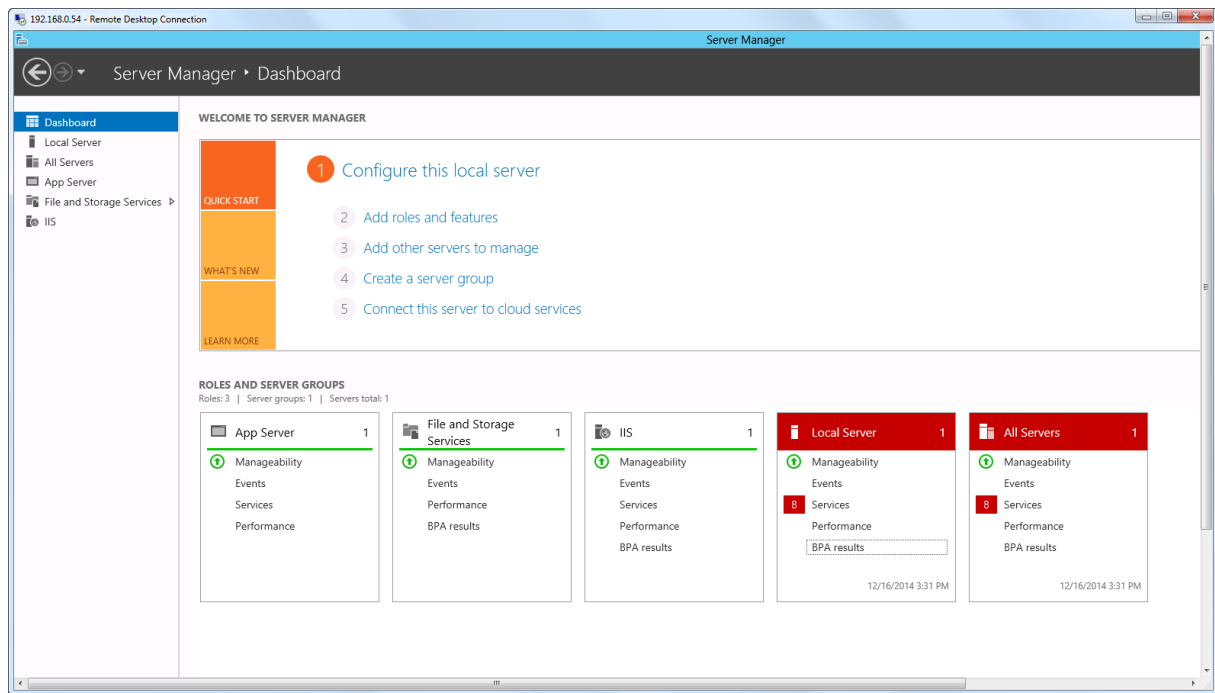 192.168.0.54 - Remote Desktop Connection
Server Manager
Server Manager • Dashboard
Dashboard
Local Server
All Servers
App Server
File and Storage Services
IIS
WELCOME TO SERVER MANAGER
QUICK START
WHAT'S NEW
LEARN MORE
1 Configure this local server
2 Add roles and features
3 Add other servers to manage
4 Create a server group
5 Connect this server to cloud services
ROLES AND SERVER GROUPS
Roles: 3 | Server groups: 1 | Servers total: 1
App Server 1
Manageability
Events
Services
Performance
File and Storage
Services 1
Manageability
Events
Performance
BPA results
IIS 1
Manageability
Events
Services
Performance
BPA results
Local Server 1
Manageability
Events
8 Services
Performance
BPA results
12/16/2014 3:31 PM
All Servers 1
Manageability
Events
8 Services
Performance
BPA results
12/16/2014 3:31 PM